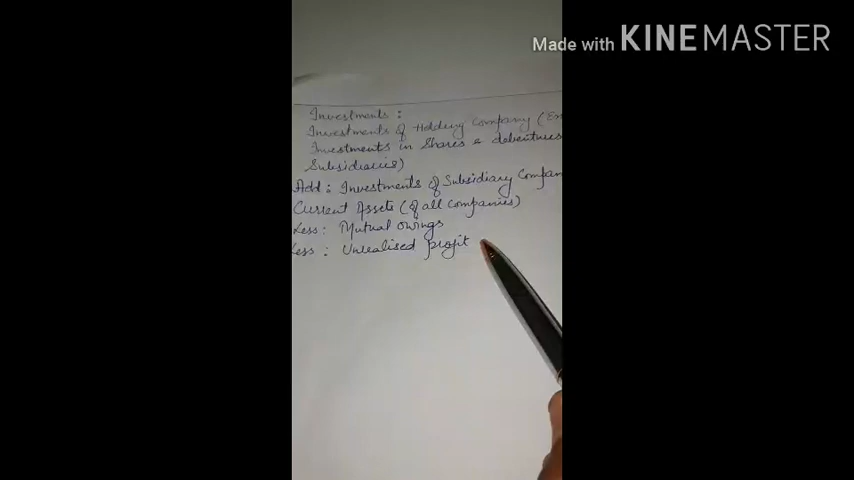 Made with KINEMASTER
Investments :
Investments of Holding Company (
Investments in Shares & debentures
Subsidiaries)
Add : Investments of Subsidiary Compan
Current Assets (of all companies)
Less : Mutual owings
Less : Unrealised profit